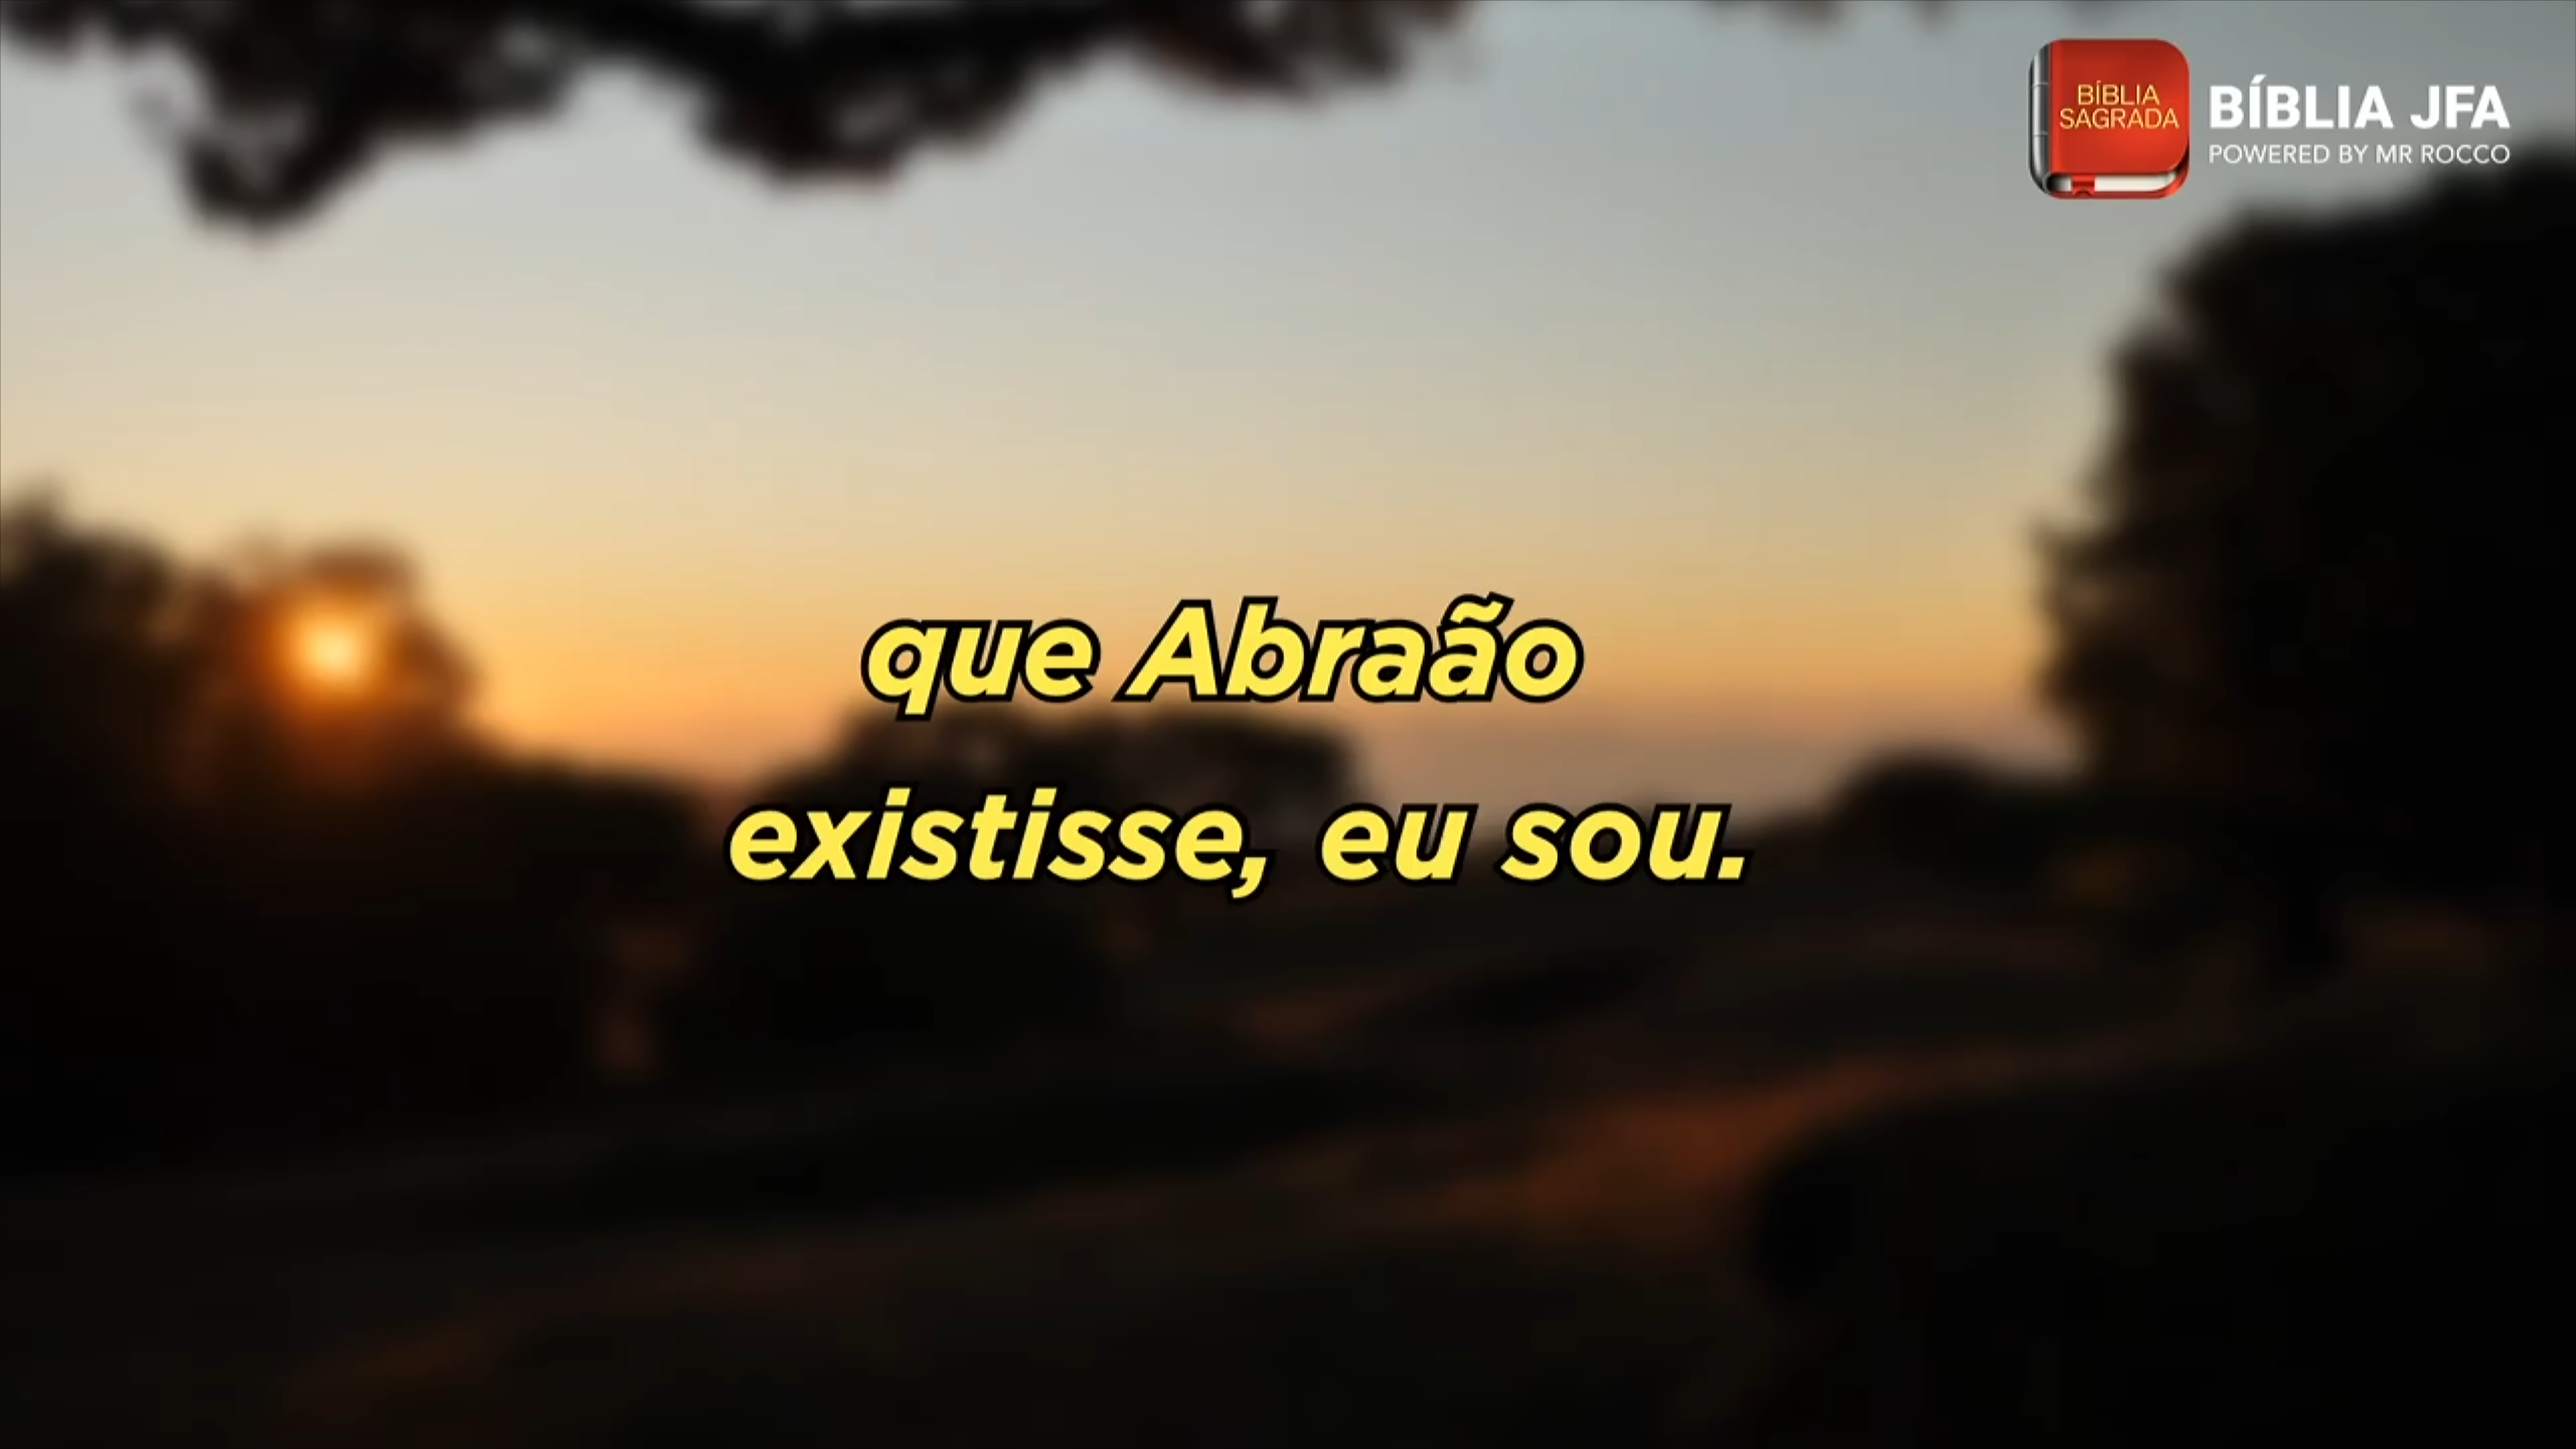 BÍBLIA
SAGRADA
BÍBLIA JFA
POWERED BY MR ROCCO
que Abraão
existisse, eu sou.